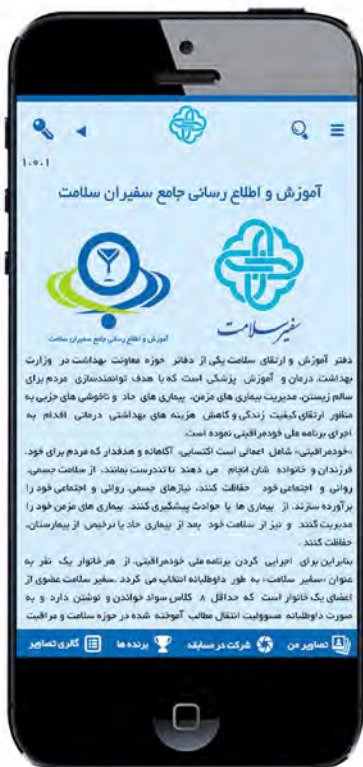 ۱.۰.۱
آموزش و اطلاع رسانی جامع سفیران سلامت
سفیر سلامت
آموزش و اطلاع رسانی جامع سفیران سلامت
دفتر آموزش و ارتقای سلامت یکی از دفاتر حوزه معاونت بهداشت در وزارت
بهداشت، درمان و آموزش پزشکی است که با هدف توانمندسازی مردم برای
سالم زیستن، مدیریت بیماری های مزمن، بیماری های حاد و ناخوشی های جزیی به
منظور ارتقای کیفیت زندگی و کاهش هزینه های بهداشتی درمانی اقدام به
اجرای برنامه ملی خودمراقبتی نموده است.
«خودمراقبتی» شامل اعمالی است اکتسابی، آگاهانه و هدفدار که مردم برای خود،
فرزندان و خانواده شان انجام می دهند تا تندرست بمانند، از سلامت جسمی،
روانی و اجتماعی خود حفاظت کنند، نیازهای جسمی، روانی و اجتماعی خود را
برآورده سازند، از بیماری ها یا حوادث پیشگیری کنند، بیماری های مزمن خود را
مدیریت کنند و نیز از سلامت خود بعد از بیماری حاد یا ترخیص از بیمارستان،
حفاظت کنند.
بنابراین برای اجرایی کردن برنامه ملی خودمراقبتی، از هر خانوار یک نفر به
عنوان «سفیر سلامت» به طور داوطلبانه انتخاب می گردد .سفیر سلامت عضوی از
اعضای یک خانوار است که حداقل ۸ کلاس سواد خواندن و نوشتن دارد و به
صورت داوطلبانه مسوولیت انتقال مطالب آموخته شده در حوزه سلامت و مراقبت
تصاویر من شرکت در مسابقه برنده ها گالری تصاویر